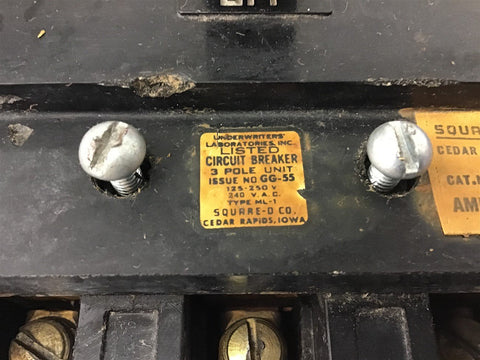 UNDERWRITERS'
LABORATORIES, INC.
LISTED
CIRCUIT BREAKER
3 POLE UNIT
ISSUE NO GG-55
125-250 V
240 V.A.C.
TYPE ML-1
SQUARE-D CO.
CEDAR RAPIDS, IOWA
SQUARE
CEDAR
CAT.N
AM